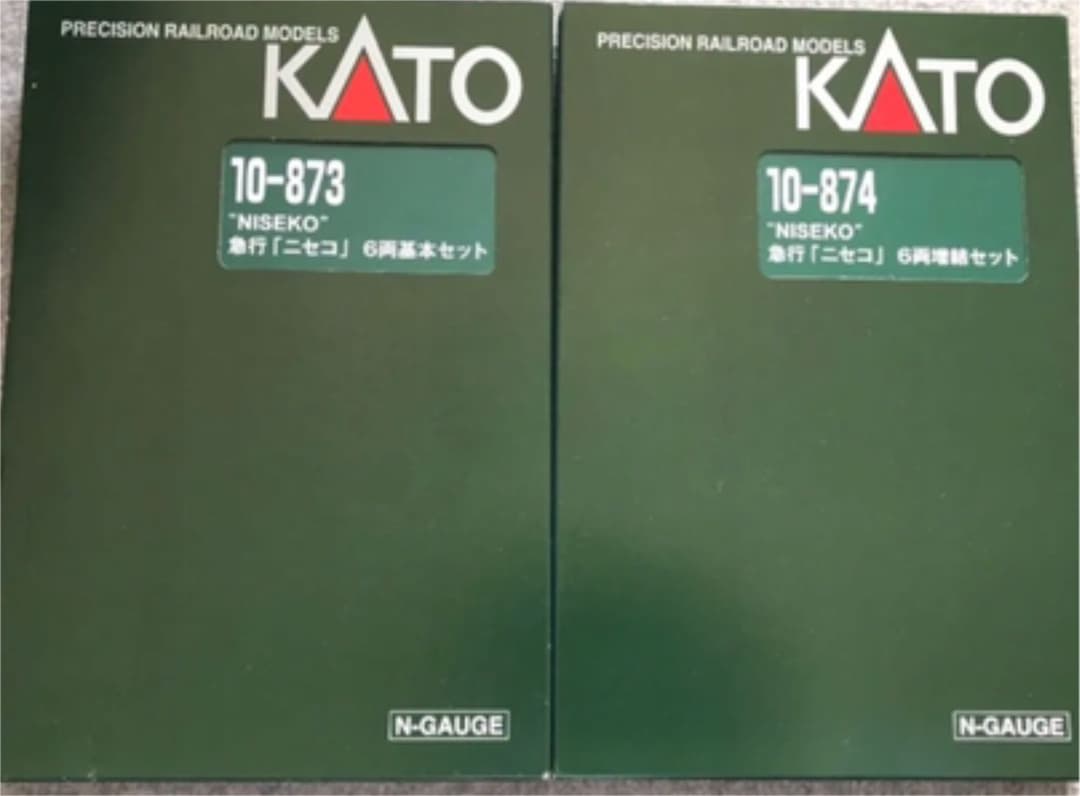 PRECISION RAILROAD MODELS
KATO
10-873
"NISEKO"
急行「ニセコ」 6両基本セット
N-GAUGE
PRECISION RAILROAD MODELS
KATO
10-874
"NISEKO"
急行「ニセコ」 6両増結セット
N-GAUGE